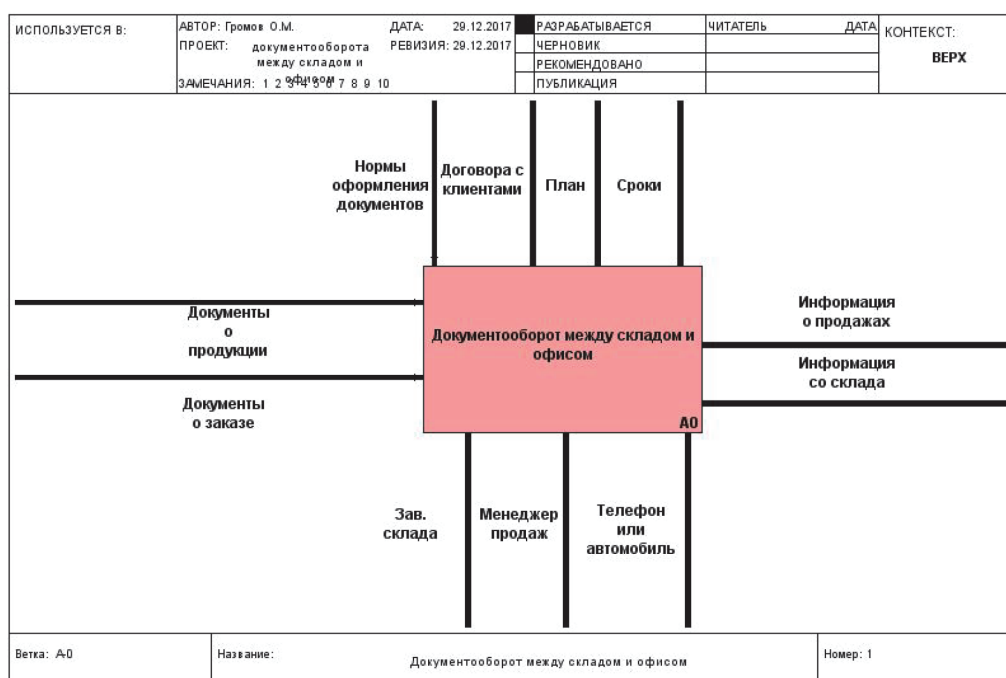 ИСПОЛЬЗУЕТСЯ В:
АВТОР: Громов О.М.
ДАТА: 29.12.2017
ПРОЕКТ: документооборота
между складом и
офисом
РЕВИЗИЯ: 29.12.2017
ЗАМЕЧАНИЯ: 1 2 3 4 5 6 7 8 9 10
РАЗРАБАТЫВАЕТСЯ
ЧЕРНОВИК
РЕКОМЕНДОВАНО
ПУБЛИКАЦИЯ
ЧИТАТЕЛЬ ДАТА
КОНТЕКСТ:
ВЕРХ
Нормы
оформления
документов
Договора с
клиентами
План
Сроки
Документы
о
продукции
Документы
о заказе
Документооборот между складом и
офисом
A0
Информация
о продажах
Информация
со склада
Зав.
склада
Менеджер
продаж
Телефон
или
автомобиль
Ветка: A-0
Название:
Документооборот между складом и офисом
Номер: 1